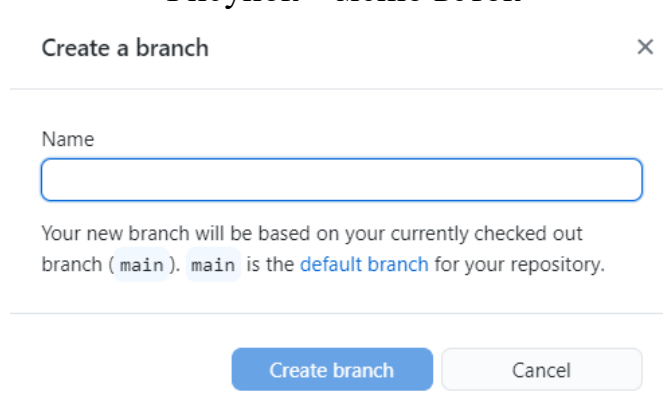 Create a branch
Name
Your new branch will be based on your currently checked out
branch ( main ). main is the default branch for your repository.
Create branch
Cancel